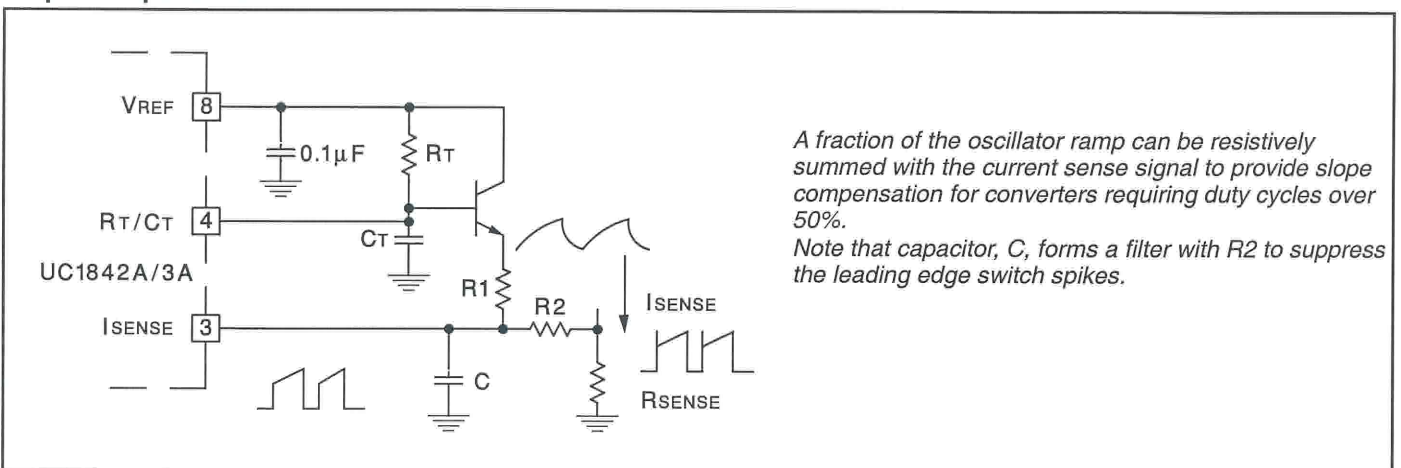 VREF 8
0.1µF
RT
RT/CT 4
CT
UC1842A/3A
R1
R2
ISENSE
ISENSE 3
C
RSENSE
A fraction of the oscillator ramp can be resistively
summed with the current sense signal to provide slope
compensation for converters requiring duty cycles over
50%.
Note that capacitor, C, forms a filter with R2 to suppress
the leading edge switch spikes.